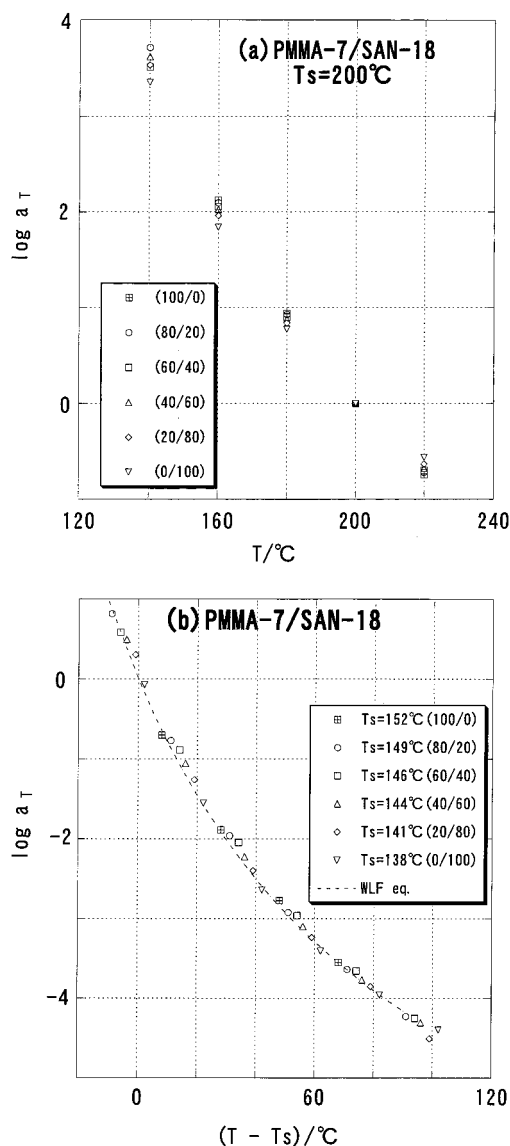 (a) PMMA-7/SAN-18
Ts=200℃
4
2
0
log a T
(100/0)
(80/20)
(60/40)
(40/60)
(20/80)
(0/100)
120 140 160 180 200 220 240
T/℃
(b) PMMA-7/SAN-18
0
-2
-4
log a T
Ts=152℃ (100/0)
Ts=149℃ (80/20)
Ts=146℃ (60/40)
Ts=144℃ (40/60)
Ts=141℃ (20/80)
Ts=138℃ (0/100)
WLF eq.
0 60 120
(T - Ts)/℃